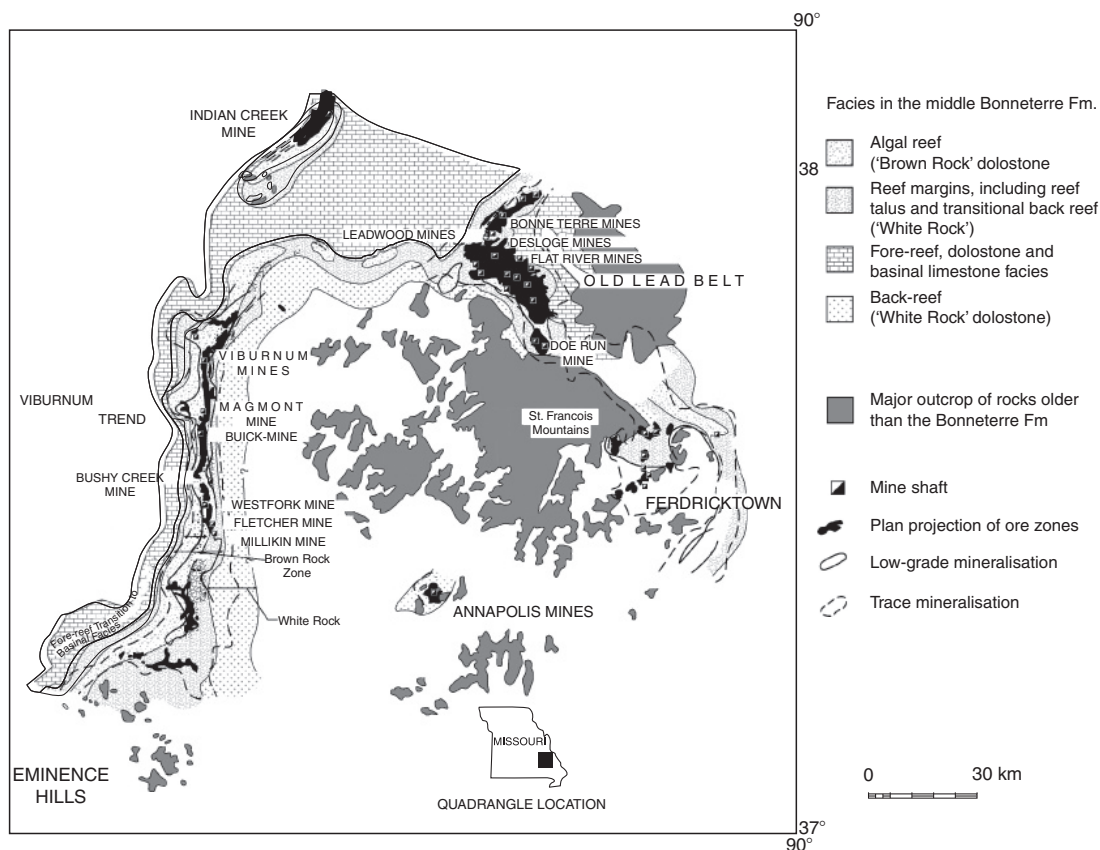 90°
INDIAN CREEK
MINE
38
BONNE TERRE MINES
LEADWOOD MINES
DESLOGE MINES
FLAT RIVER MINES
OLD LEAD BELT
DOE RUN
MINE
VIBURNUM
MINES
VIBURNUM
TREND
MAGMONT
MINE
BUICK-MINE
St. Francois
Mountains
BUSHY CREEK
MINE
WESTFORK MINE
FERDRICKTOWN
FLETCHER MINE
MILLIKIN MINE
Brown Rock
Zone
ANNAPOLIS MINES
White Rock
Fore-reef Transition to
Basinal Facies
MISSOURI
EMINENCE
HILLS
QUADRANGLE LOCATION
37°
90°
Facies in the middle Bonneterre Fm.
Algal reef
(‘Brown Rock’ dolostone
Reef margins, including reef
talus and transitional back reef
(‘White Rock’)
Fore-reef, dolostone and
basinal limestone facies
Back-reef
(‘White Rock’ dolostone)
Major outcrop of rocks older
than the Bonneterre Fm
Mine shaft
Plan projection of ore zones
Low-grade mineralisation
Trace mineralisation
0 30 km